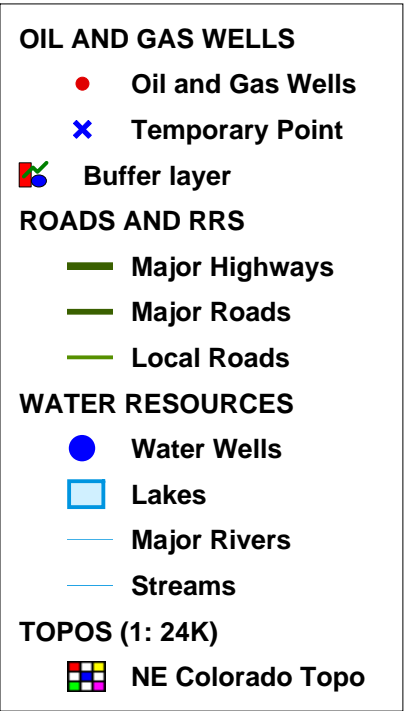 OIL AND GAS WELLS
Oil and Gas Wells
Temporary Point
Buffer layer
ROADS AND RRS
Major Highways
Major Roads
Local Roads
WATER RESOURCES
Water Wells
Lakes
Major Rivers
Streams
TOPOS (1: 24K)
NE Colorado Topo